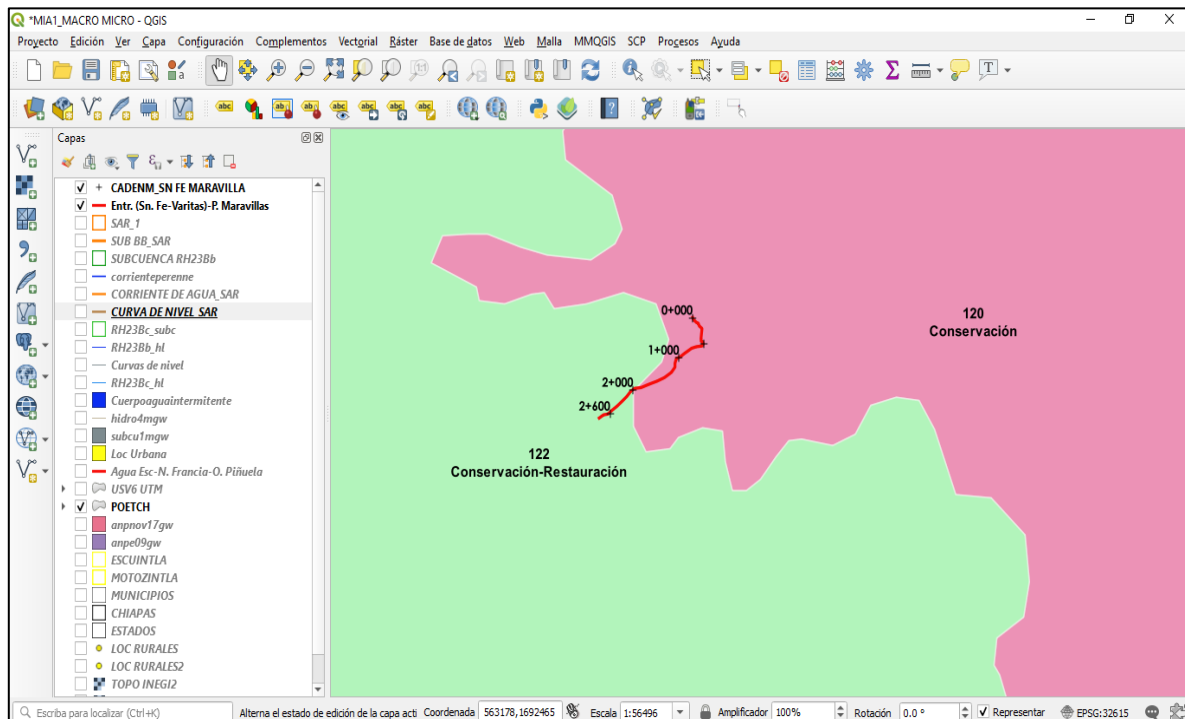 *MIA1_MACRO MICRO - QGIS
Proyecto Edición Ver Capa Configuración Complementos Vectorial Ráster Base de datos Web Malla MMQGIS SCP Procesos Ayuda
Capas
CADENM_SN FE MARAVILLA
Entr. (Sn. Fe-Varitas)-P. Maravillas
SAR_1
SUB BB_SAR
SUBCUENCA RH23Bb
corrienteperenne
CORRIENTE DE AGUA_SAR
CURVA DE NIVEL SAR
RH23Bc_subc
RH23Bb_hl
Curvas de nivel
RH23Bc_hl
Cuerpoaguaintermitente
hidro4mgw
subcu1mgw
Loc Urbana
Agua Esc-N. Francia-O. Piñuela
USV6 UTM
POETCH
anpnov17gw
anpe09gw
ESCUINTLA
MOTOZINTLA
MUNICIPIOS
CHIAPAS
ESTADOS
LOC RURALES
LOC RURALES2
TOPO INEGI2
0+000
1+000
2+000
2+600
120
Conservación
122
Conservación-Restauración
Escriba para localizar (Ctrl+K) Alterna el estado de edición de la capa acti Coordenada 563178,1692465 Escala 1:56496 Amplificador 100% Rotación 0.0 ° Representar EPSG:32615